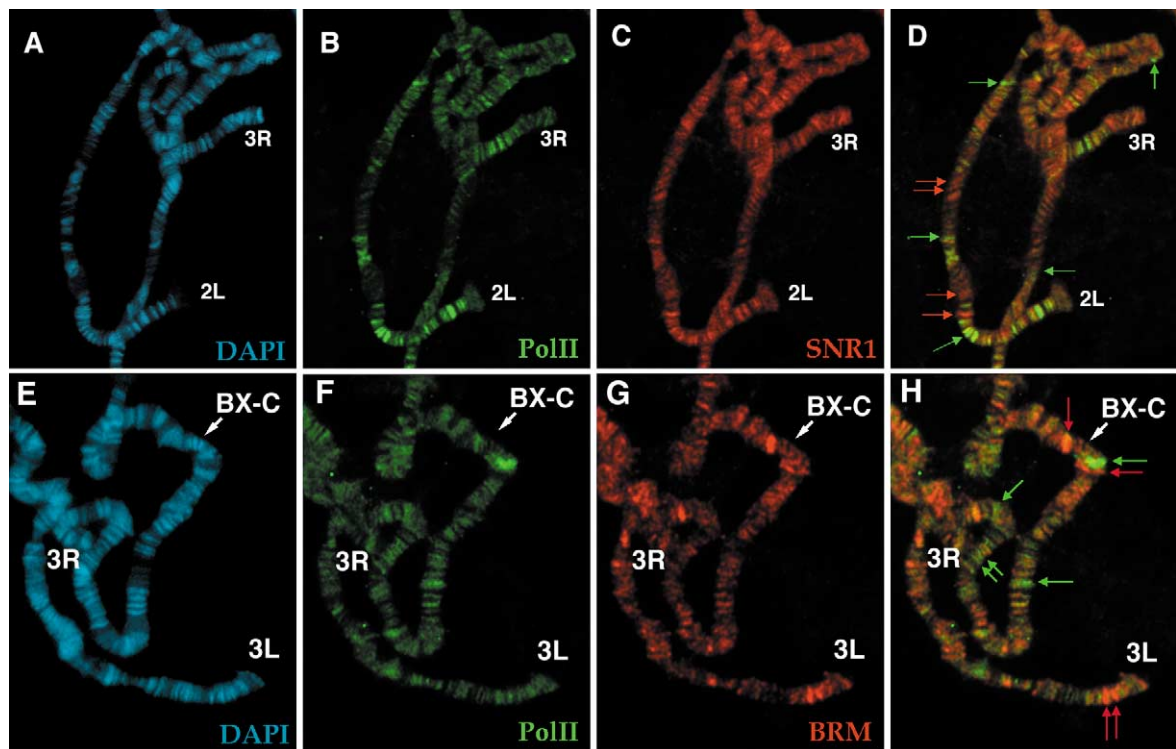 A
3R
2L
DAPI
B
3R
2L
PolII
C
3R
2L
SNR1
D
3R
2L
E
BX-C
3R
3L
DAPI
F
BX-C
3R
3L
PolII
G
BX-C
3R
3L
BRM
H
BX-C
3R
3L